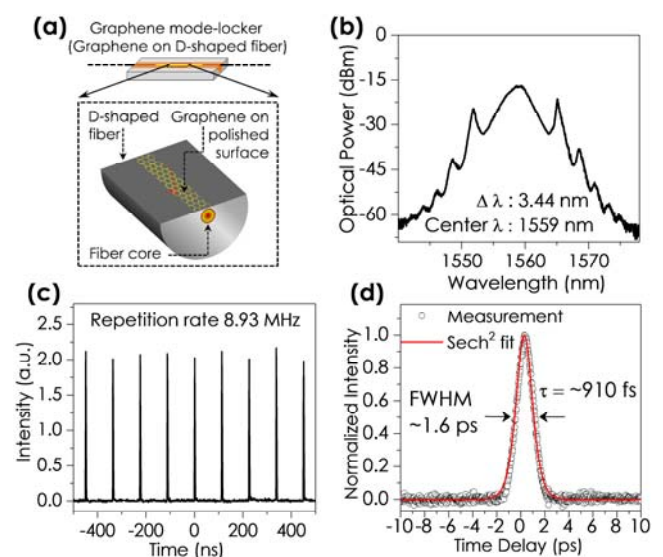 (a)
Graphene mode-locker
(Graphene on D-shaped fiber)
D-shaped
fiber
Graphene on
polished
surface
Fiber core
(b)
Optical Power (dBm)
0
-15
-30
-45
-60
Δ λ : 3.44 nm
Center λ : 1559 nm
1550 1560 1570
Wavelength (nm)
(c)
Repetition rate 8.93 MHz
Intensity (a.u.)
2.5
2.0
1.5
1.0
0.5
0.0
-400 -200 0 200 400
Time (ns)
(d)
Measurement
Sech² fit
FWHM
~1.6 ps
τ = ~910 fs
Normalized Intensity
1.0
0.8
0.6
0.4
0.2
0.0
-10 -8 -6 -4 -2 0 2 4 6 8 10
Time Delay (ps)